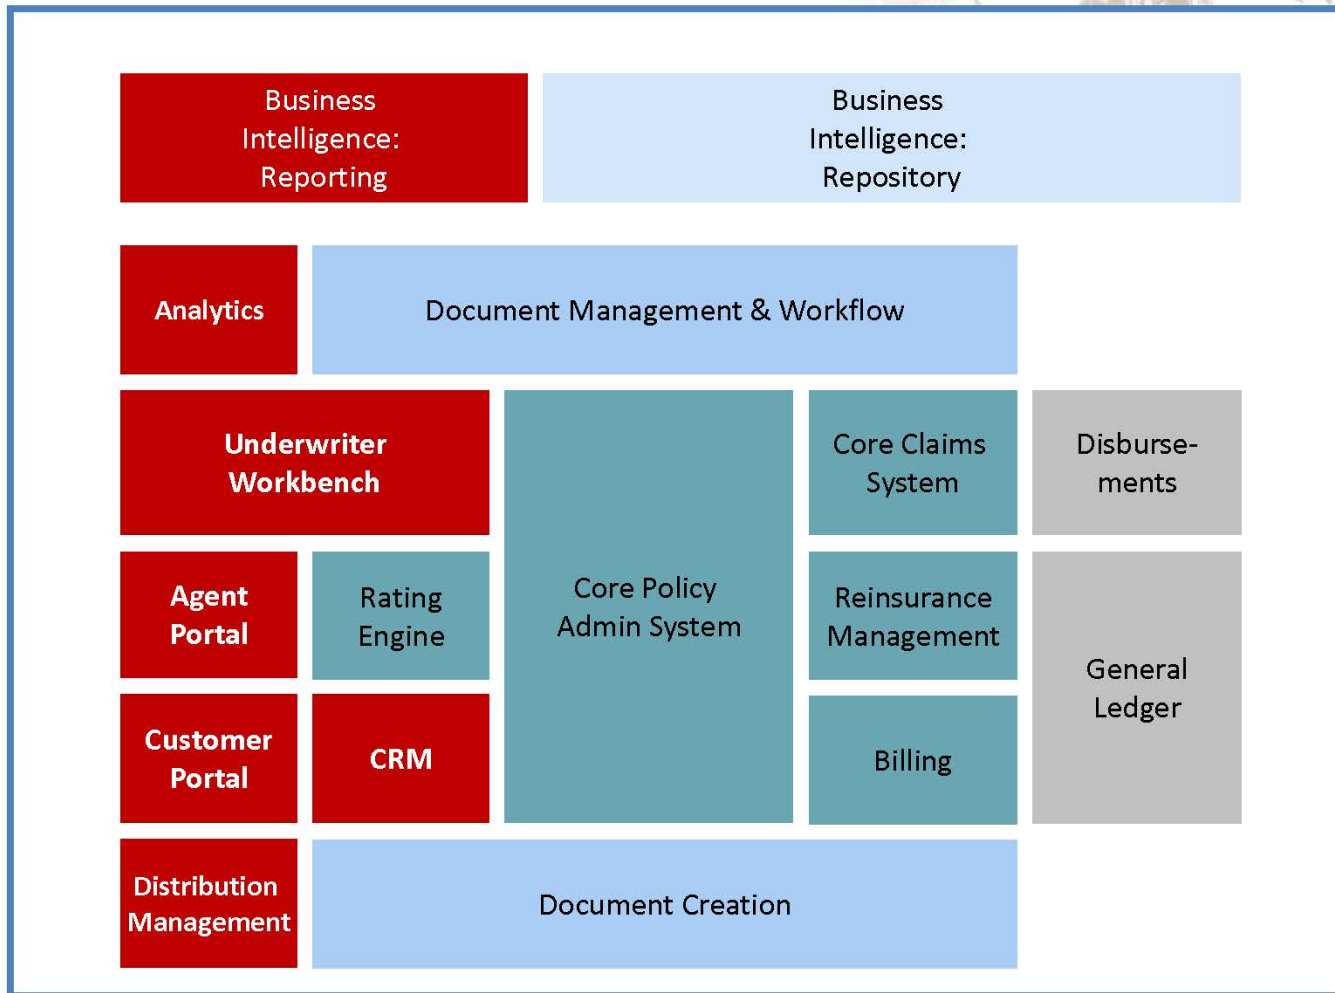 Business
Intelligence:
Reporting
Business
Intelligence:
Repository
Analytics
Document Management & Workflow
Underwriter
Workbench
Core Policy
Admin System
Core Claims
System
Disburse-
ments
Agent
Portal
Rating
Engine
Reinsurance
Management
General
Ledger
Customer
Portal
CRM
Billing
Distribution
Management
Document Creation